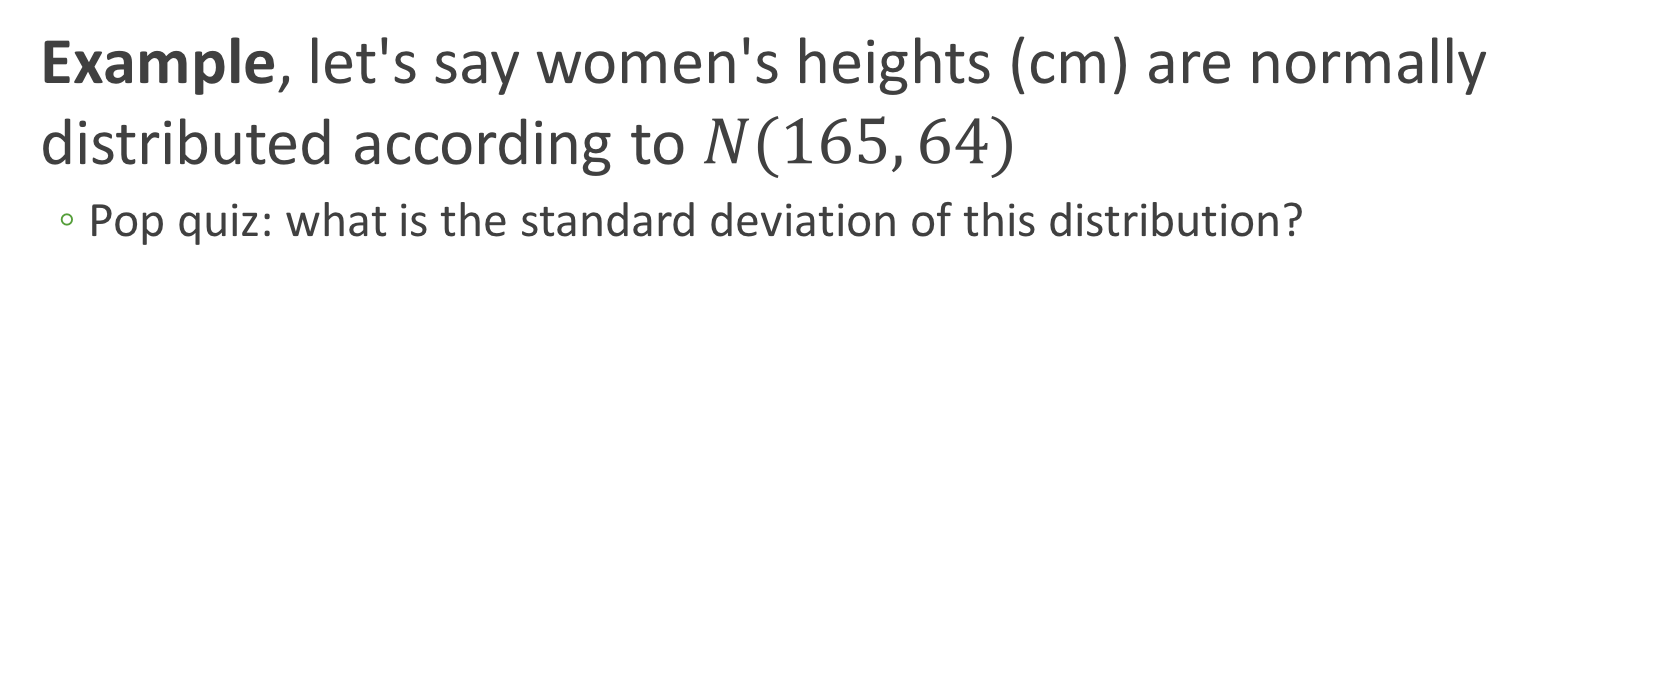 Example, let's say women's heights (cm) are normally
distributed according to N(165, 64)
◦ Pop quiz: what is the standard deviation of this distribution?